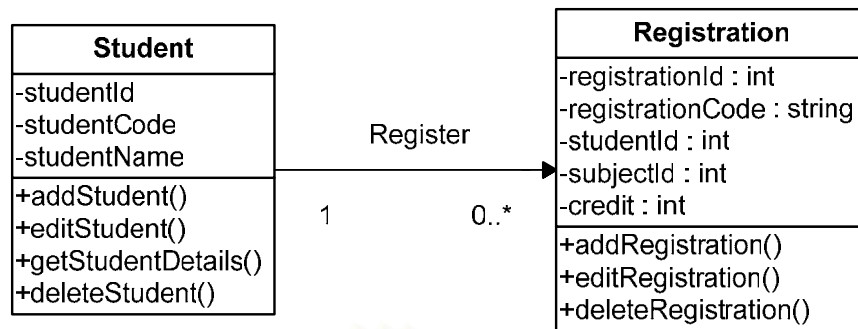 Student
-studentId
-studentCode
-studentName
+addStudent()
+editStudent()
+getStudentDetails()
+deleteStudent()
Register
1
0..*
Registration
-registrationId : int
-registrationCode : string
-studentId : int
-subjectId : int
-credit : int
+addRegistration()
+editRegistration()
+deleteRegistration()